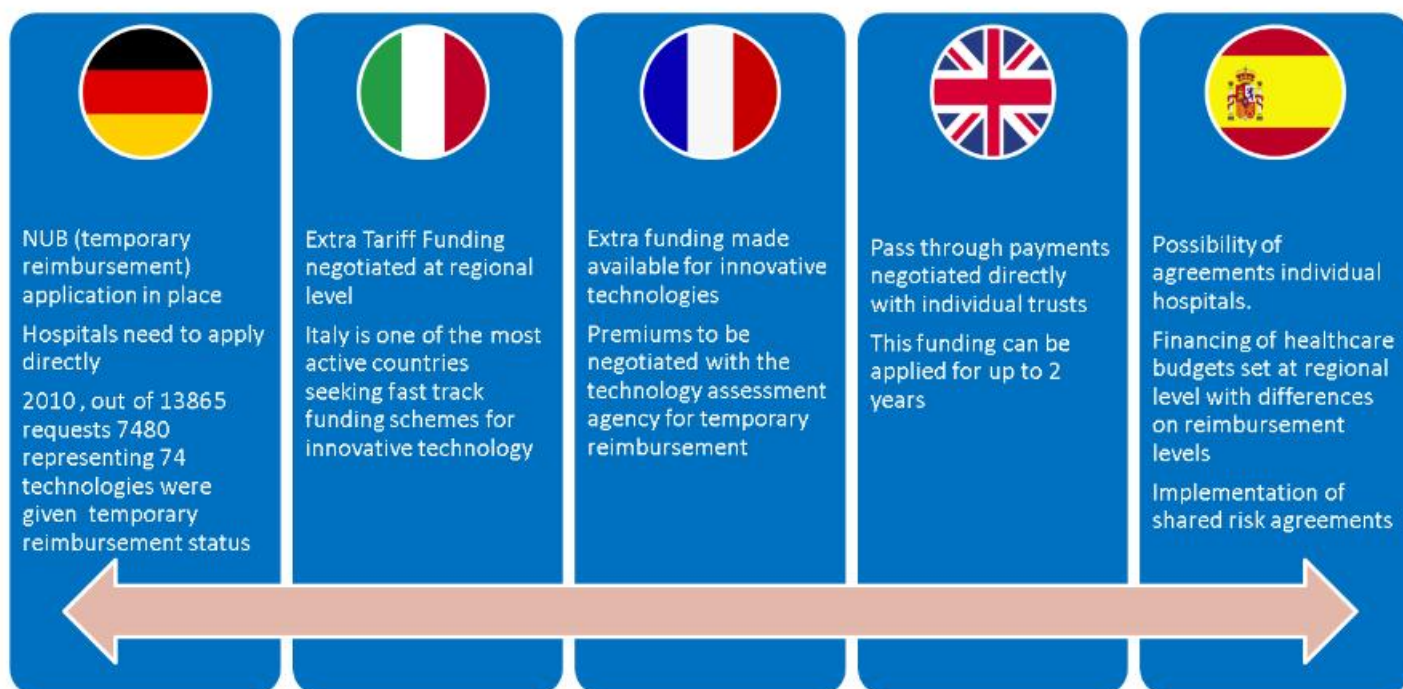 NUB (temporary
reimbursement)
application in place
Hospitals need to apply
directly
2010 , out of 13865
requests 7480
representing 74
technologies were
given temporary
reimbursement status
Extra Tariff Funding
negotiated at regional
level
Italy is one of the most
active countries
seeking fast track
funding schemes for
innovative technology
Extra funding made
available for innovative
technologies
Premiums to be
negotiated with the
technology assessment
agency for temporary
reimbursement
Pass through payments
negotiated directly
with individual trusts
This funding can be
applied for up to 2
years
Possibility of
agreements individual
hospitals.
Financing of healthcare
budgets set at regional
level with differences
on reimbursement
levels
Implementation of
shared risk agreements